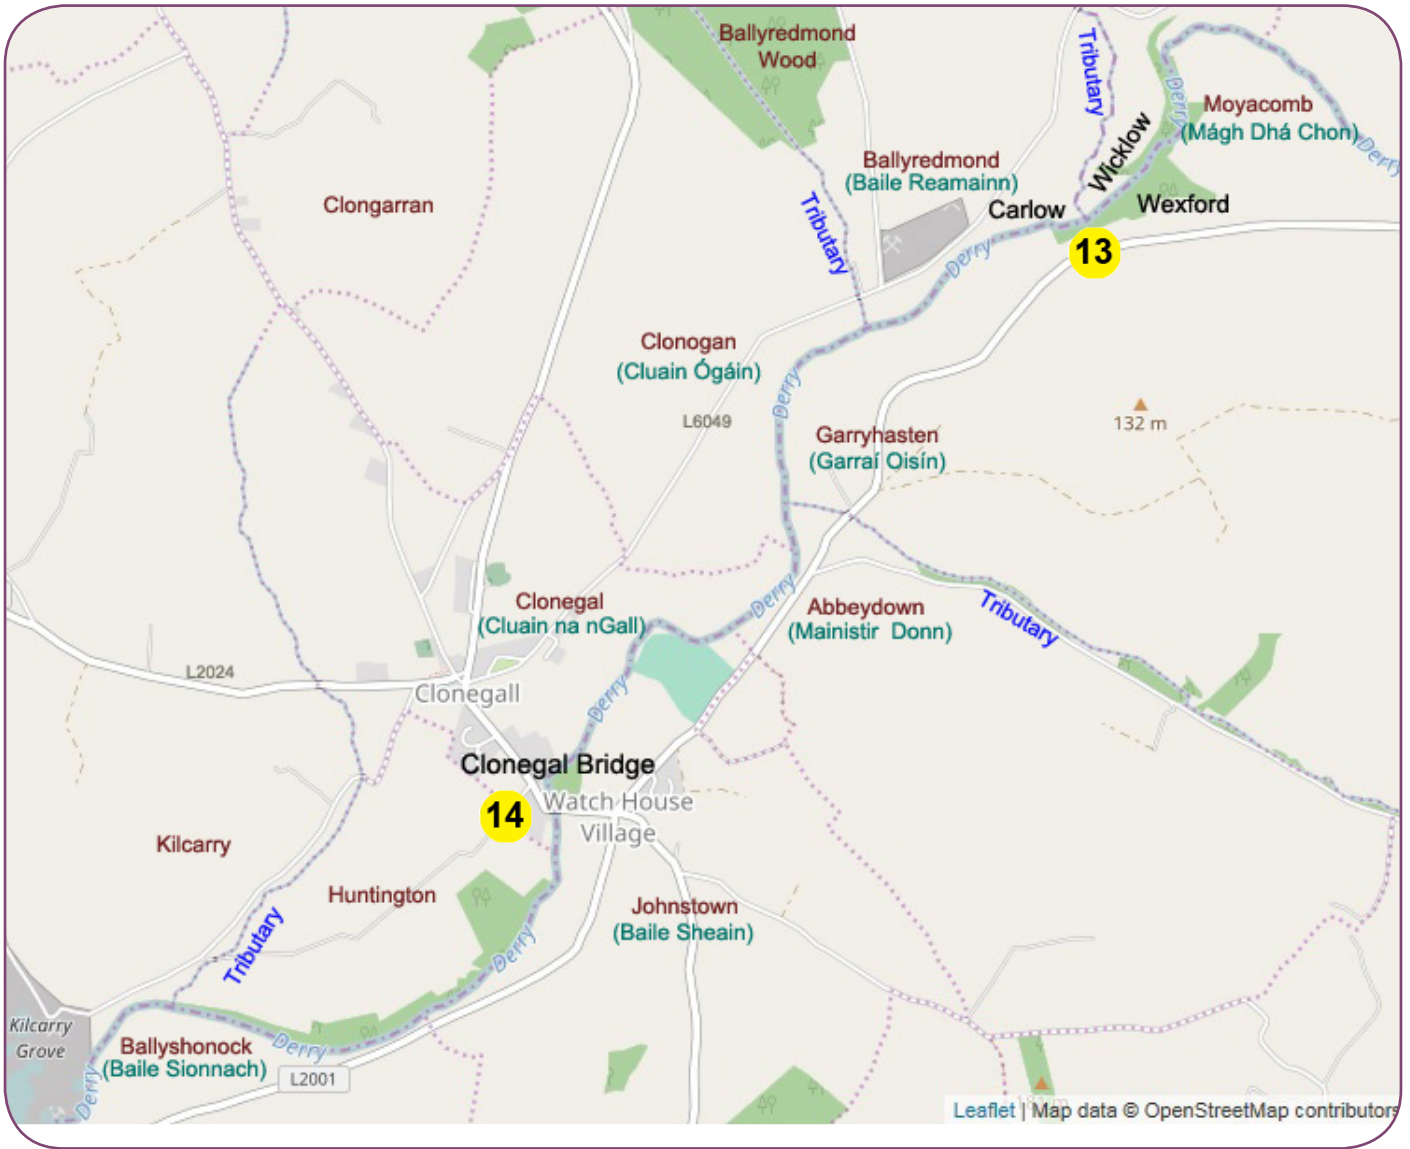 Ballyredmond
Wood
Tributary
Derry
Moyacomb
(Mágh Dhá Chon)
Derry
Wicklow
Ballyredmond
(Baile Reamainn)
Clongarran
Tributary
Carlow
Wexford
13
Derry
Clonogan
(Cluain Ógáin)
Derry
L6049
132 m
Garryhasten
(Garraí Oisín)
Clonegal
(Cluain na nGall)
Derry
Abbeydown
(Mainistir Donn)
Tributary
L2024
Clonegall
Derry
Clonegal Bridge
14
Watch House
Village
Kilcarry
Huntington
Johnstown
(Baile Sheain)
Tributary
Derry
Kilcarry
Grove
Ballyshonock
(Baile Sionnach)
Derry
Derry
L2001
181 m
Leaflet | Map data © OpenStreetMap contributors